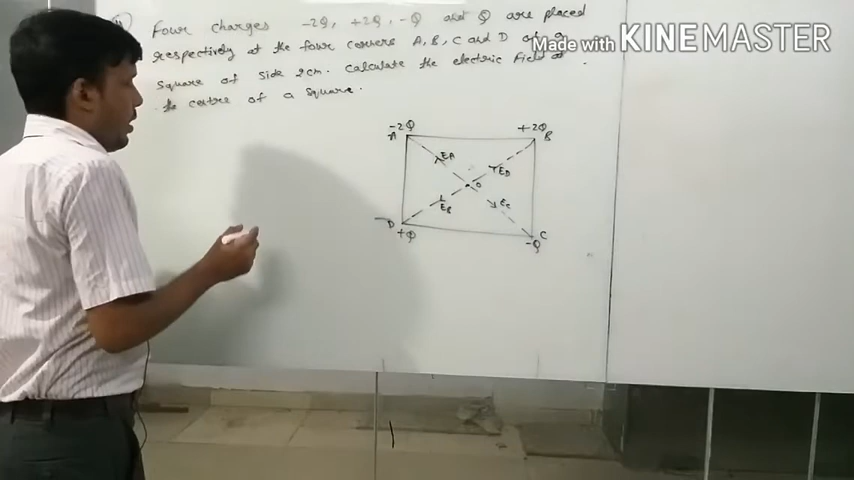 Four charges -2Q, +2Q, -Q and Q are placed
respectively at the four corners A, B, C and D of a
Made with KINEMASTER
square of side 2cm. Calculate the electric field at
the centre of a square.
-2Q
+2Q
A
B
EA
ED
O
EB
EC
D
C
+Q
-Q